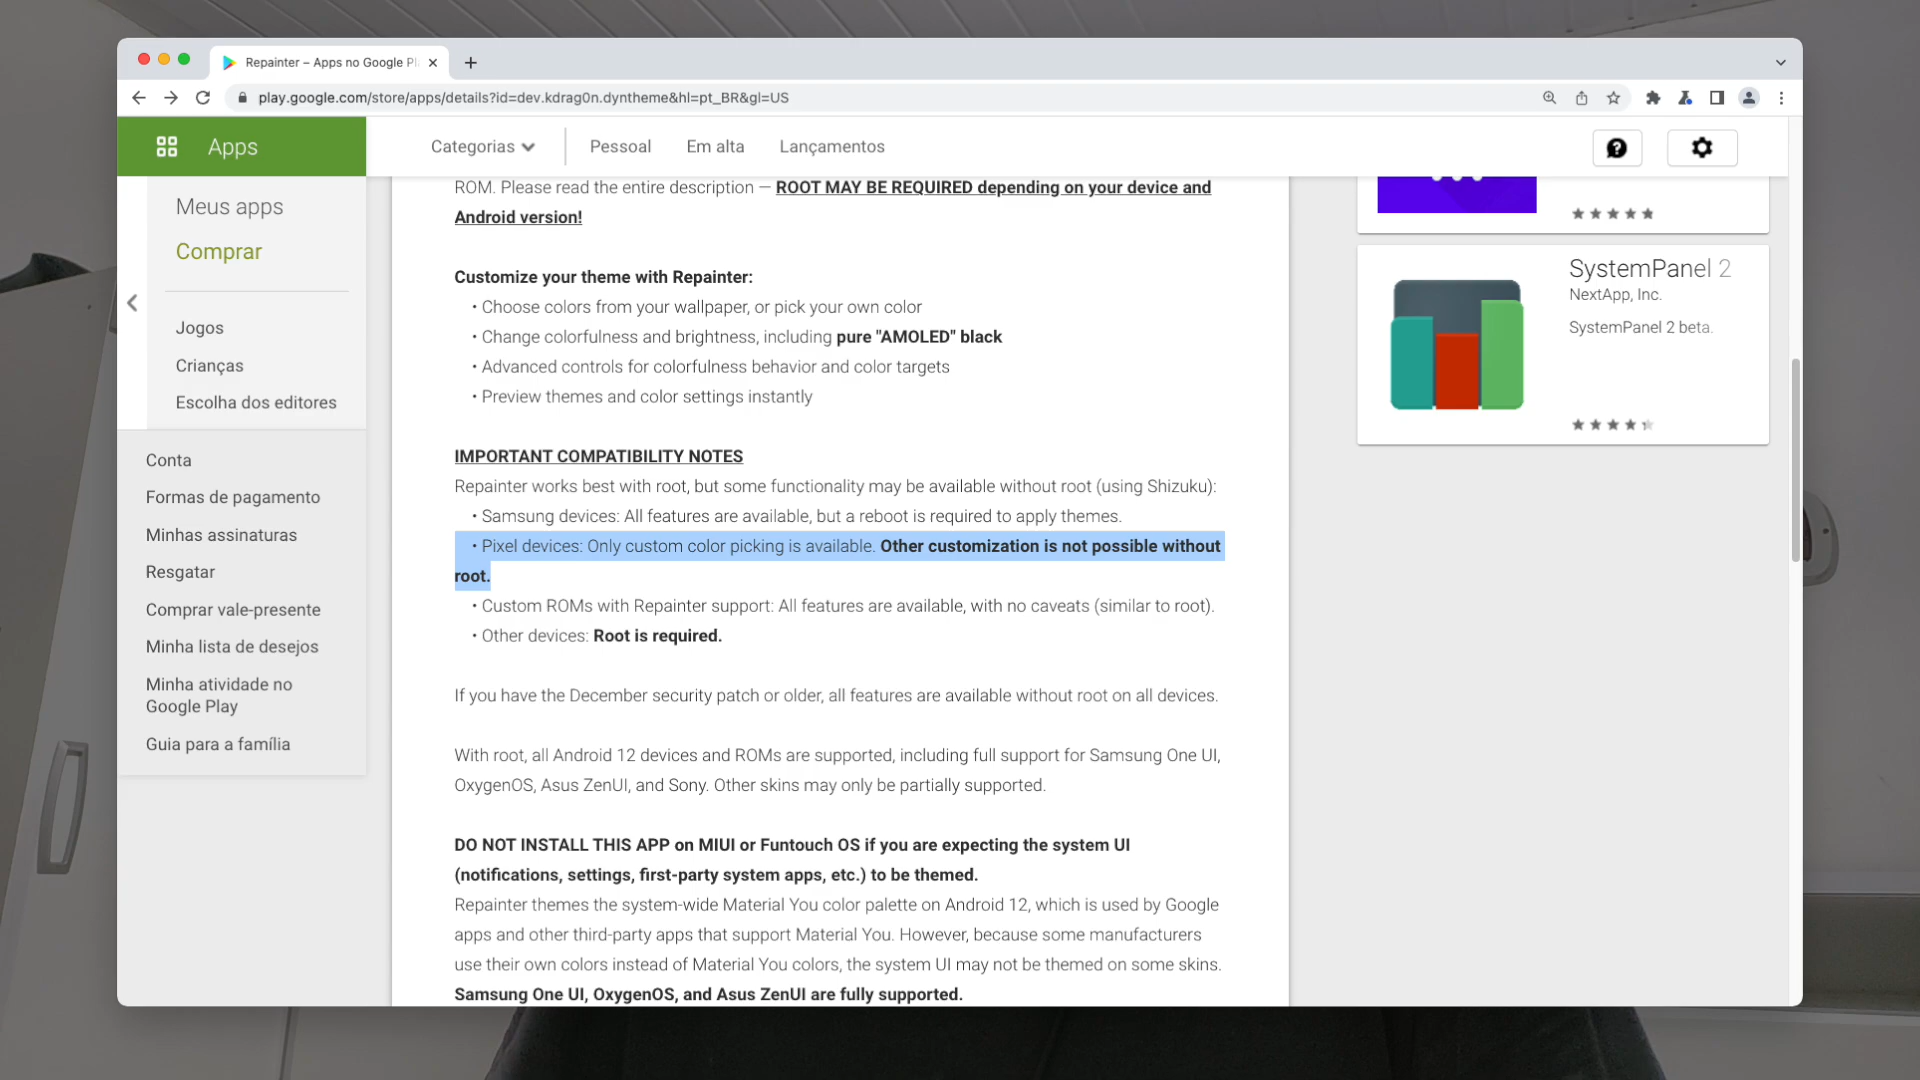 Repainter – Apps no Google Pl
play.google.com/store/apps/details?id=dev.kdrag0n.dyntheme&hl=pt_BR&gl=US
Apps
Categorias
Pessoal
Em alta
Lançamentos
Meus apps
Comprar
Jogos
Crianças
Escolha dos editores
Conta
Formas de pagamento
Minhas assinaturas
Resgatar
Comprar vale-presente
Minha lista de desejos
Minha atividade no
Google Play
Guia para a família
ROM. Please read the entire description — ROOT MAY BE REQUIRED depending on your device and
Android version!
Customize your theme with Repainter:
• Choose colors from your wallpaper, or pick your own color
• Change colorfulness and brightness, including pure "AMOLED" black
• Advanced controls for colorfulness behavior and color targets
• Preview themes and color settings instantly
IMPORTANT COMPATIBILITY NOTES
Repainter works best with root, but some functionality may be available without root (using Shizuku):
• Samsung devices: All features are available, but a reboot is required to apply themes.
• Pixel devices: Only custom color picking is available. Other customization is not possible without
root.
• Custom ROMs with Repainter support: All features are available, with no caveats (similar to root).
• Other devices: Root is required.
If you have the December security patch or older, all features are available without root on all devices.
With root, all Android 12 devices and ROMs are supported, including full support for Samsung One UI,
OxygenOS, Asus ZenUI, and Sony. Other skins may only be partially supported.
DO NOT INSTALL THIS APP on MIUI or Funtouch OS if you are expecting the system UI
(notifications, settings, first-party system apps, etc.) to be themed.
Repainter themes the system-wide Material You color palette on Android 12, which is used by Google
apps and other third-party apps that support Material You. However, because some manufacturers
use their own colors instead of Material You colors, the system UI may not be themed on some skins.
Samsung One UI, OxygenOS, and Asus ZenUI are fully supported.
SystemPanel 2
NextApp, Inc.
SystemPanel 2 beta.